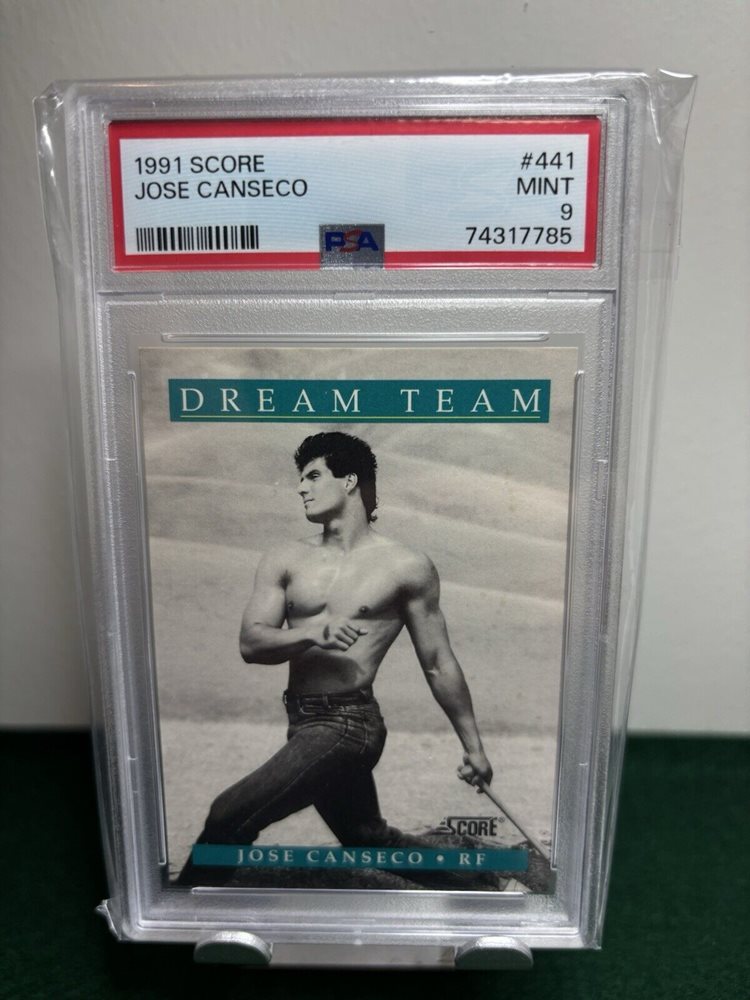 1991 SCORE #441
JOSE CANSECO MINT
9
PSA 74317785
DREAM TEAM
SCORE®
JOSE CANSECO • RF